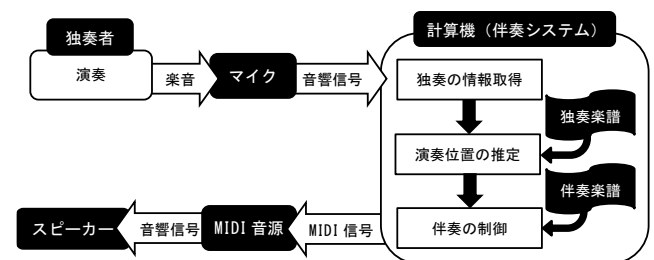 独奏者
演奏
楽音
マイク
音響信号
計算機（伴奏システム）
独奏の情報取得
独奏楽譜
演奏位置の推定
伴奏楽譜
伴奏の制御
MIDI 信号
MIDI 音源
音響信号
スピーカー